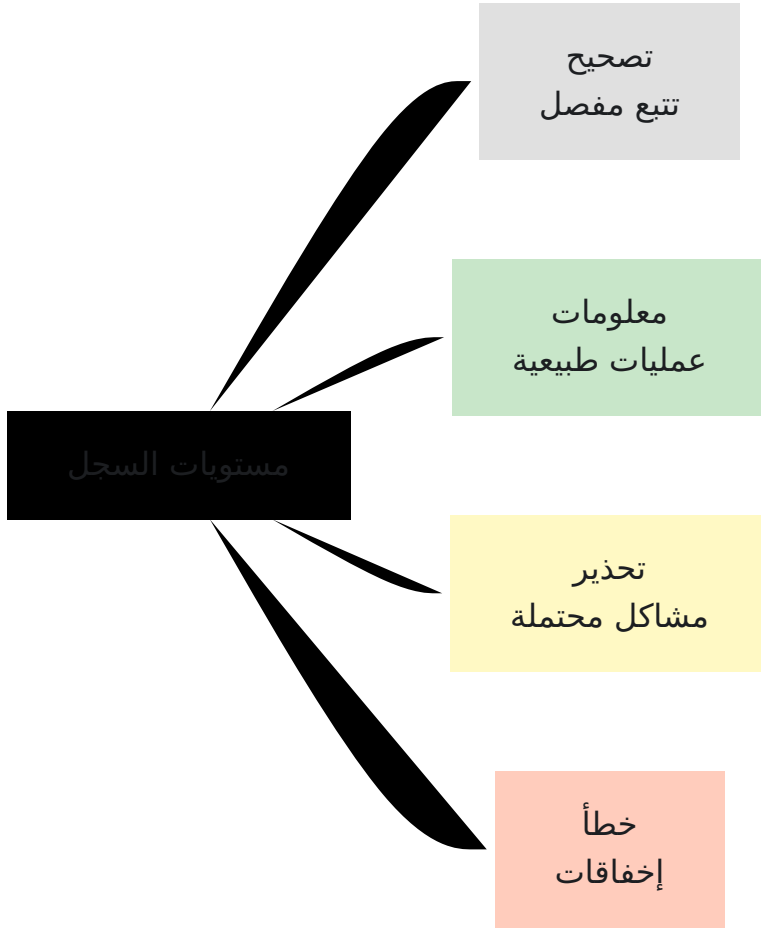 تصحيح
تتبع مفصل
معلومات
عمليات طبيعية
مستويات السجل
تحذير
مشاكل محتملة
خطأ
إخفاقات